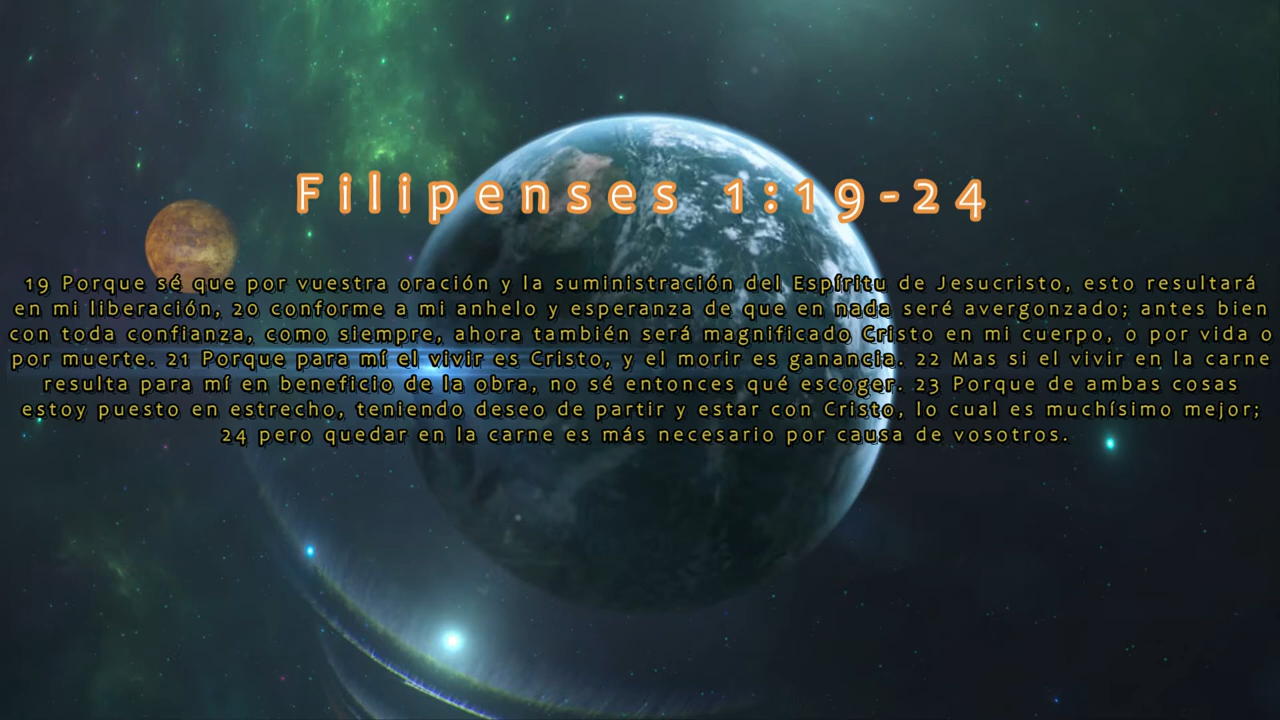 Filipenses 1:19-24
19 Porque sé que por vuestra oración y la suministración del Espíritu de Jesucristo, esto resultará
en mi liberación, 20 conforme a mi anhelo y esperanza de que en nada seré avergonzado; antes bien
con toda confianza, como siempre, ahora también será magnificado Cristo en mi cuerpo, o por vida o
por muerte. 21 Porque para mí el vivir es Cristo, y el morir es ganancia. 22 Mas si el vivir en la carne
resulta para mí en beneficio de la obra, no sé entonces qué escoger. 23 Porque de ambas cosas
estoy puesto en estrecho, teniendo deseo de partir y estar con Cristo, lo cual es muchísimo mejor;
24 pero quedar en la carne es más necesario por causa de vosotros.